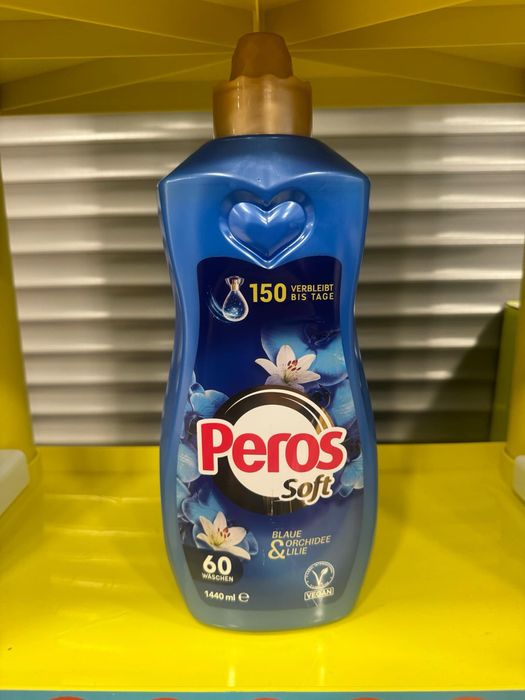 150 VERBLEIBT
BIS TAGE
Peros
Soft
BLAUE
& ORCHIDEE
LILIE
60
WÄSCHEN
1440 ml ℮
VEGAN